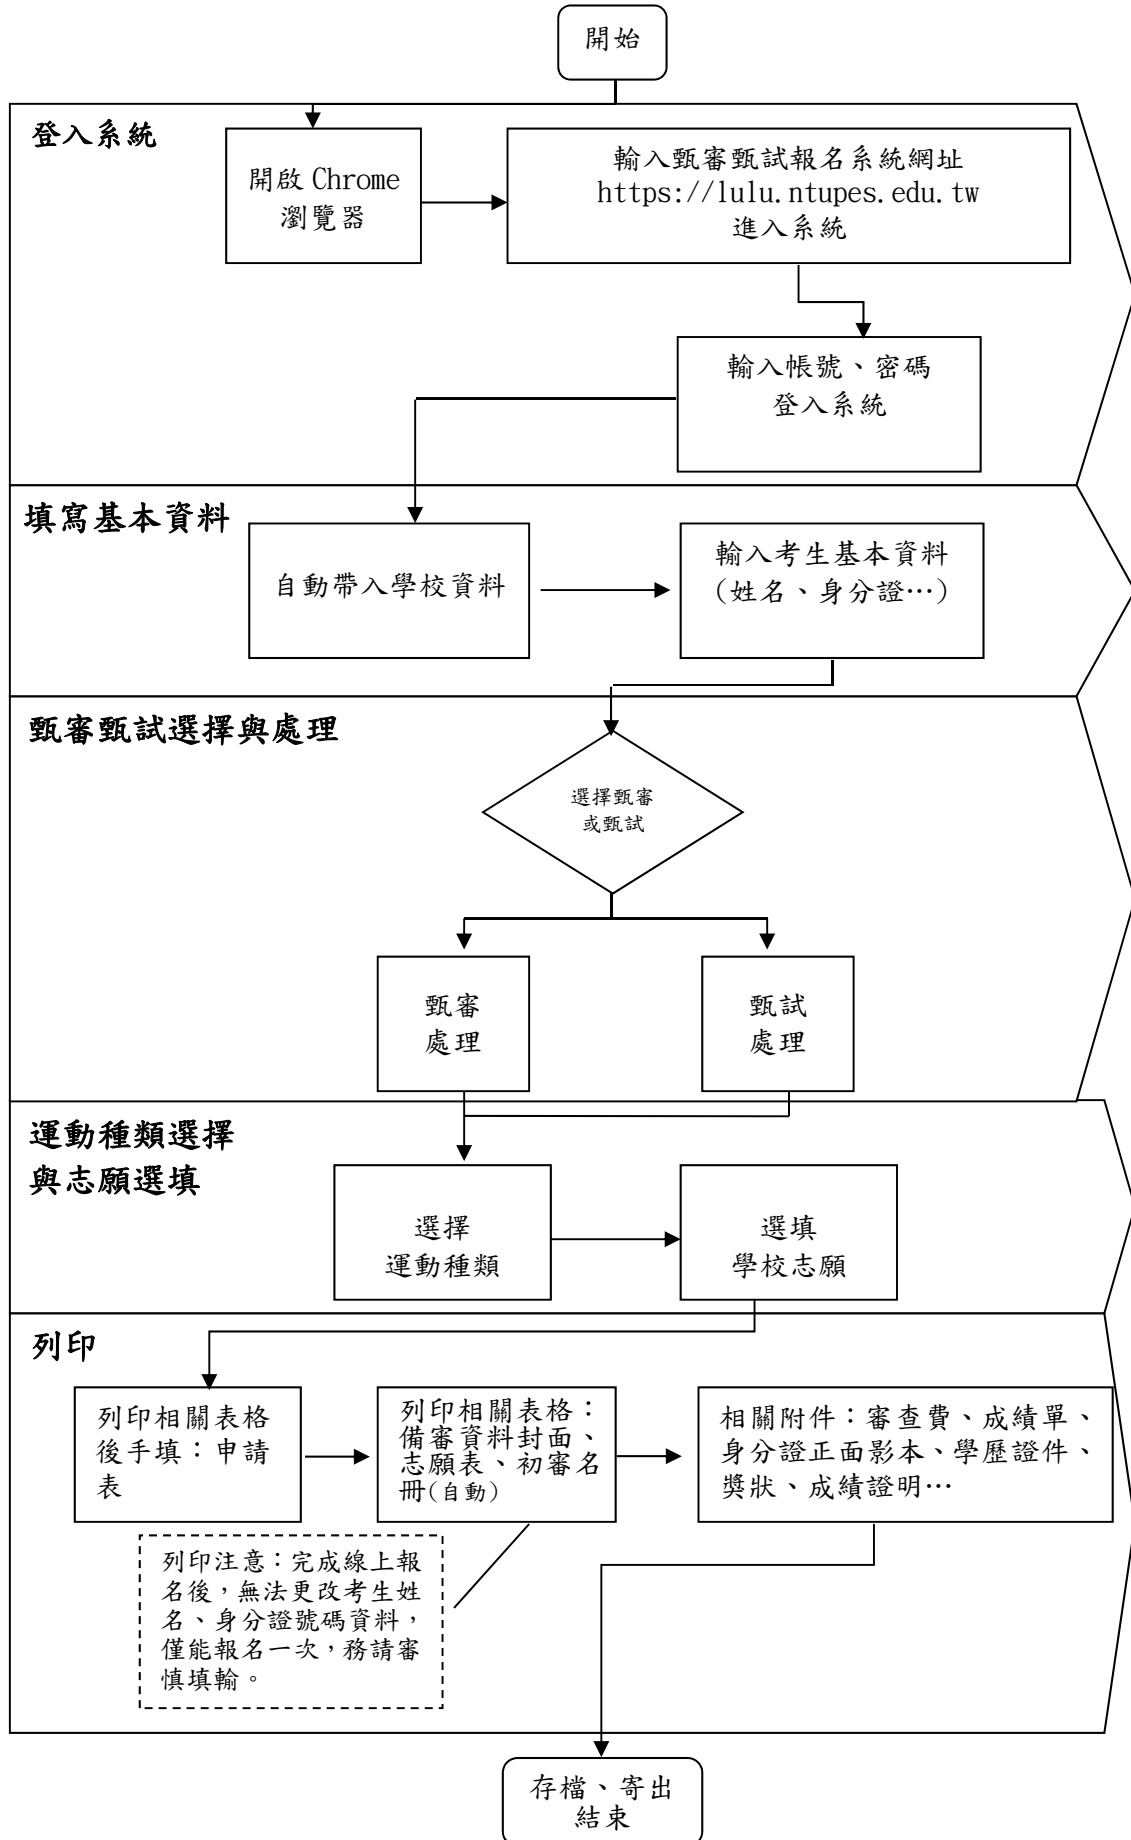 開始
登入系統
開啟 Chrome
瀏覽器
輸入甄審甄試報名系統網址
https://lulu.ntupes.edu.tw
進入系統
輸入帳號、密碼
登入系統
填寫基本資料
自動帶入學校資料
輸入考生基本資料
(姓名、身分證…)
甄審甄試選擇與處理
選擇甄審
或甄試
甄審
處理
甄試
處理
運動種類選擇
與志願選填
選擇
運動種類
選填
學校志願
列印
列印相關表格
後手填：申請
表
列印相關表格：
備審資料封面、
志願表、初審名
冊(自動)
相關附件：審查費、成績單、
身分證正面影本、學歷證件、
獎狀、成績證明…
列印注意：完成線上報
名後，無法更改考生姓
名、身分證號碼資料，
僅能報名一次，務請審
慎填輸。
存檔、寄出
結束